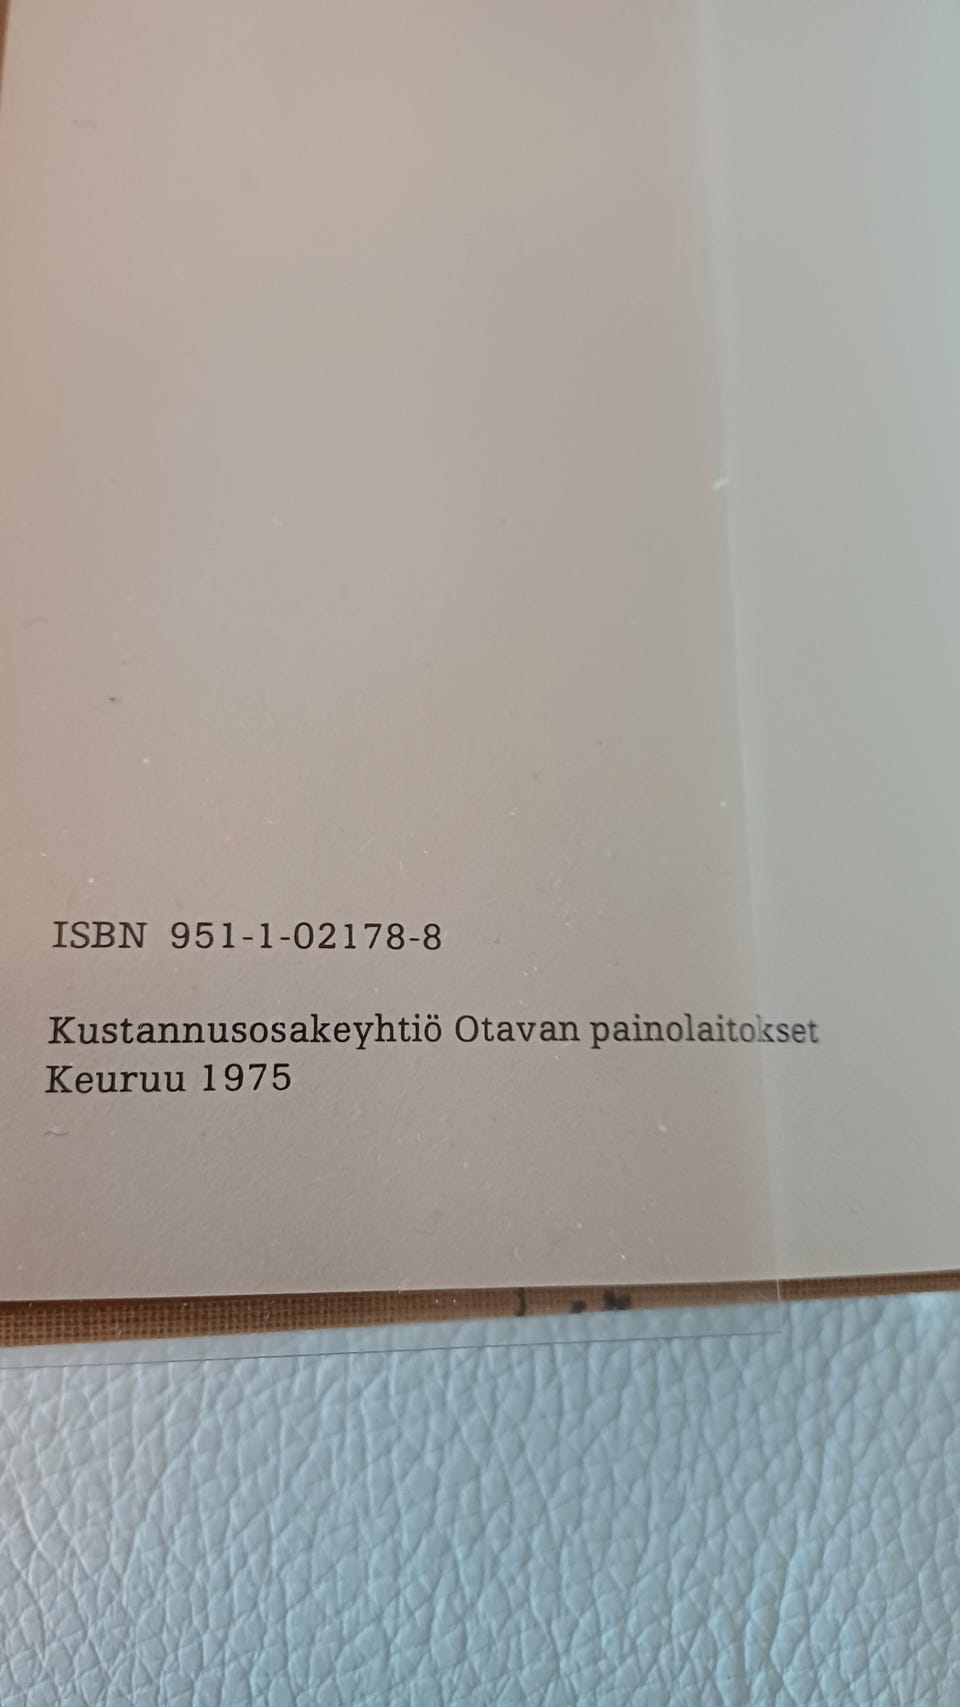 ISBN 951-1-02178-8
Kustannusosakeyhtiö Otavan painolaitokset
Keuruu 1975